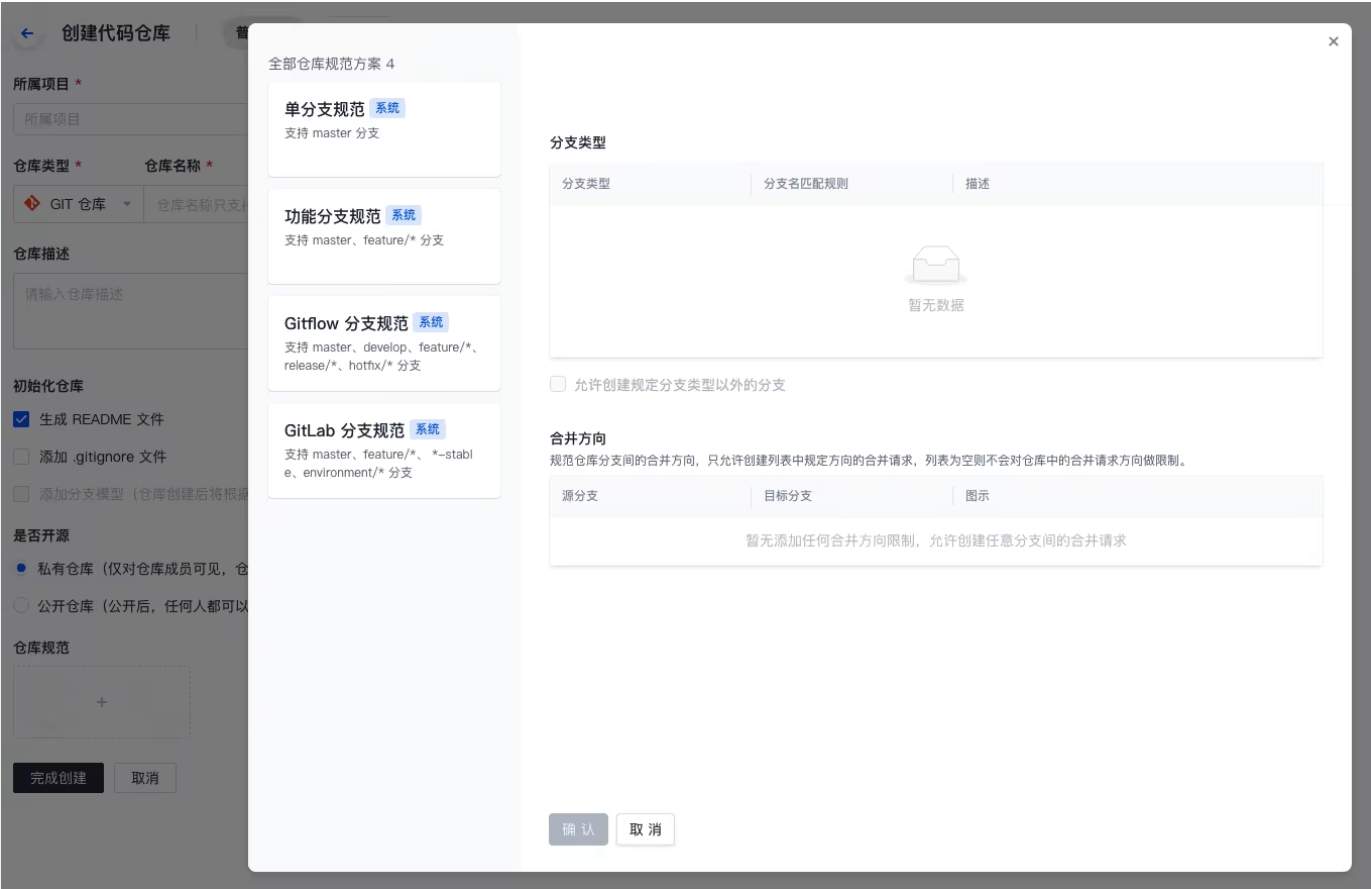 创建代码仓库
普
所属项目 *
所属项目
仓库类型 *
仓库名称 *
GIT 仓库
仓库名称只支持
仓库描述
请输入仓库描述
初始化仓库
生成 README 文件
添加 .gitignore 文件
添加分支模型（仓库创建后将根据
是否开源
私有仓库（仅对仓库成员可见，仓
公开仓库（公开后，任何人都可以
仓库规范
+
完成创建
取消
全部仓库规范方案 4
单分支规范 系统
支持 master 分支
功能分支规范 系统
支持 master、feature/* 分支
Gitflow 分支规范 系统
支持 master、develop、feature/*、
release/*、hotfix/* 分支
GitLab 分支规范 系统
支持 master、feature/*、 *-stabl
e、environment/* 分支
分支类型
分支类型
分支名匹配规则
描述
暂无数据
允许创建规定分支类型以外的分支
合并方向
规范仓库分支间的合并方向，只允许创建列表中规定方向的合并请求，列表为空则不会对仓库中的合并请求方向做限制。
源分支
目标分支
图示
暂无添加任何合并方向限制，允许创建任意分支间的合并请求
确 认
取 消